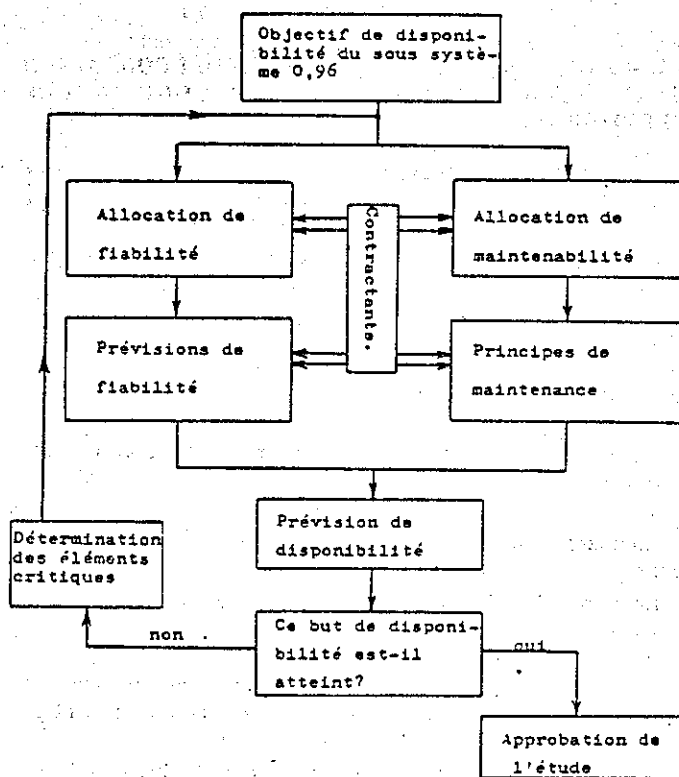 Objectif de disponi-
bilité du sous systè-
me 0,96
Allocation de
fiabilité
Contractants.
Allocation de
maintenabilité
Prévisions de
fiabilité
Principes de
maintenance
Prévision de
disponibilité
Détermination
des éléments
critiques
non
Ce but de disponi-
bilité est-il
atteint?
oui
Approbation de
l'étude